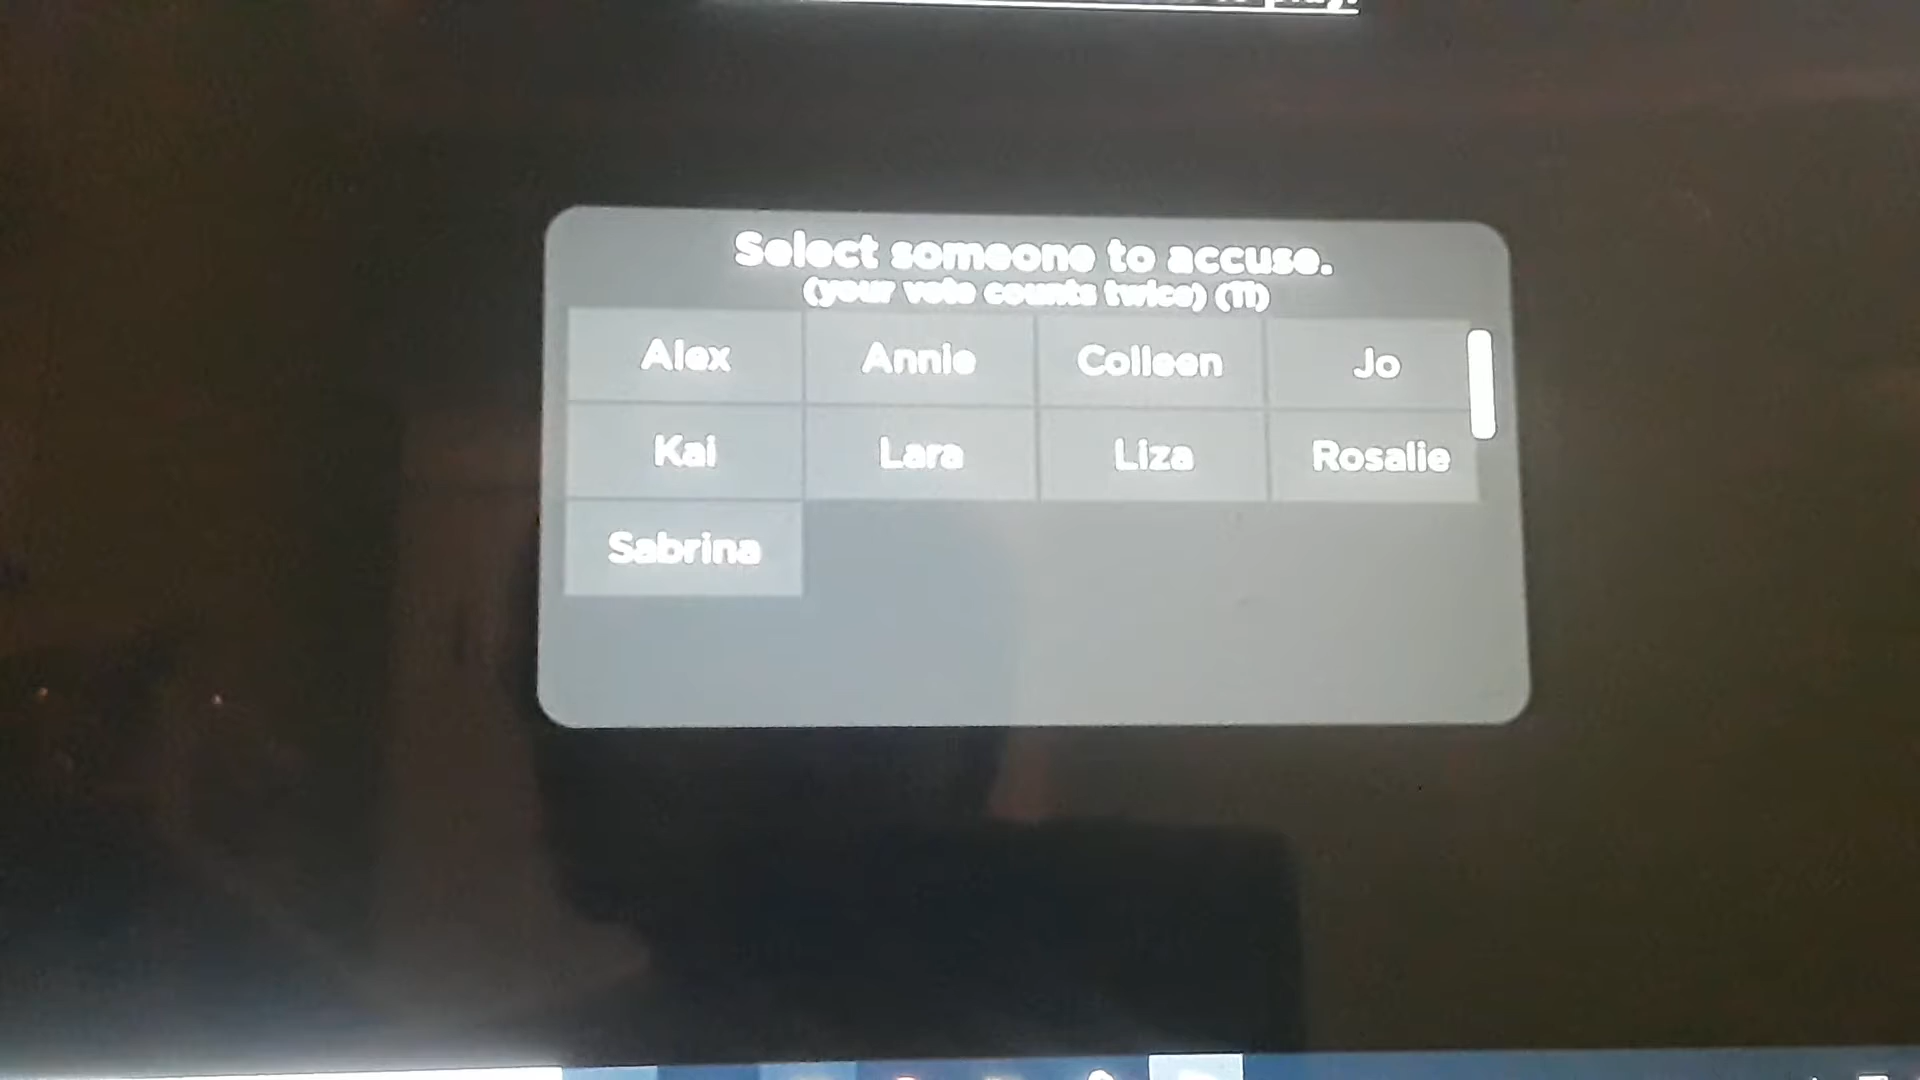 Select someone to accuse.
(your vote counts twice) (11)
Alex Annie Colleen Jo
Kai Lara Liza Rosalie
Sabrina